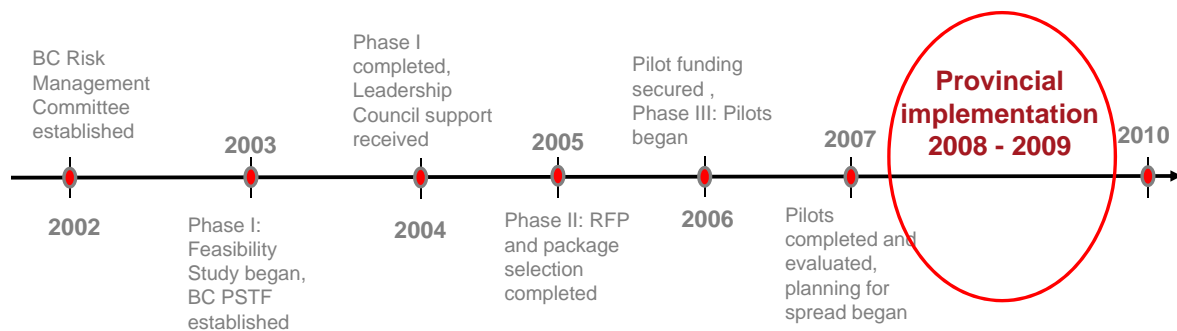 BC Risk
Management
Committee
established
2002
2003
Phase I:
Feasibility
Study began,
BC PSTF
established
Phase I
completed,
Leadership
Council support
received
2004
2005
Phase II: RFP
and package
selection
completed
Pilot funding
secured ,
Phase III: Pilots
began
2006
2007
Pilots
completed and
evaluated,
planning for
spread began
Provincial
implementation
2008 - 2009
2010